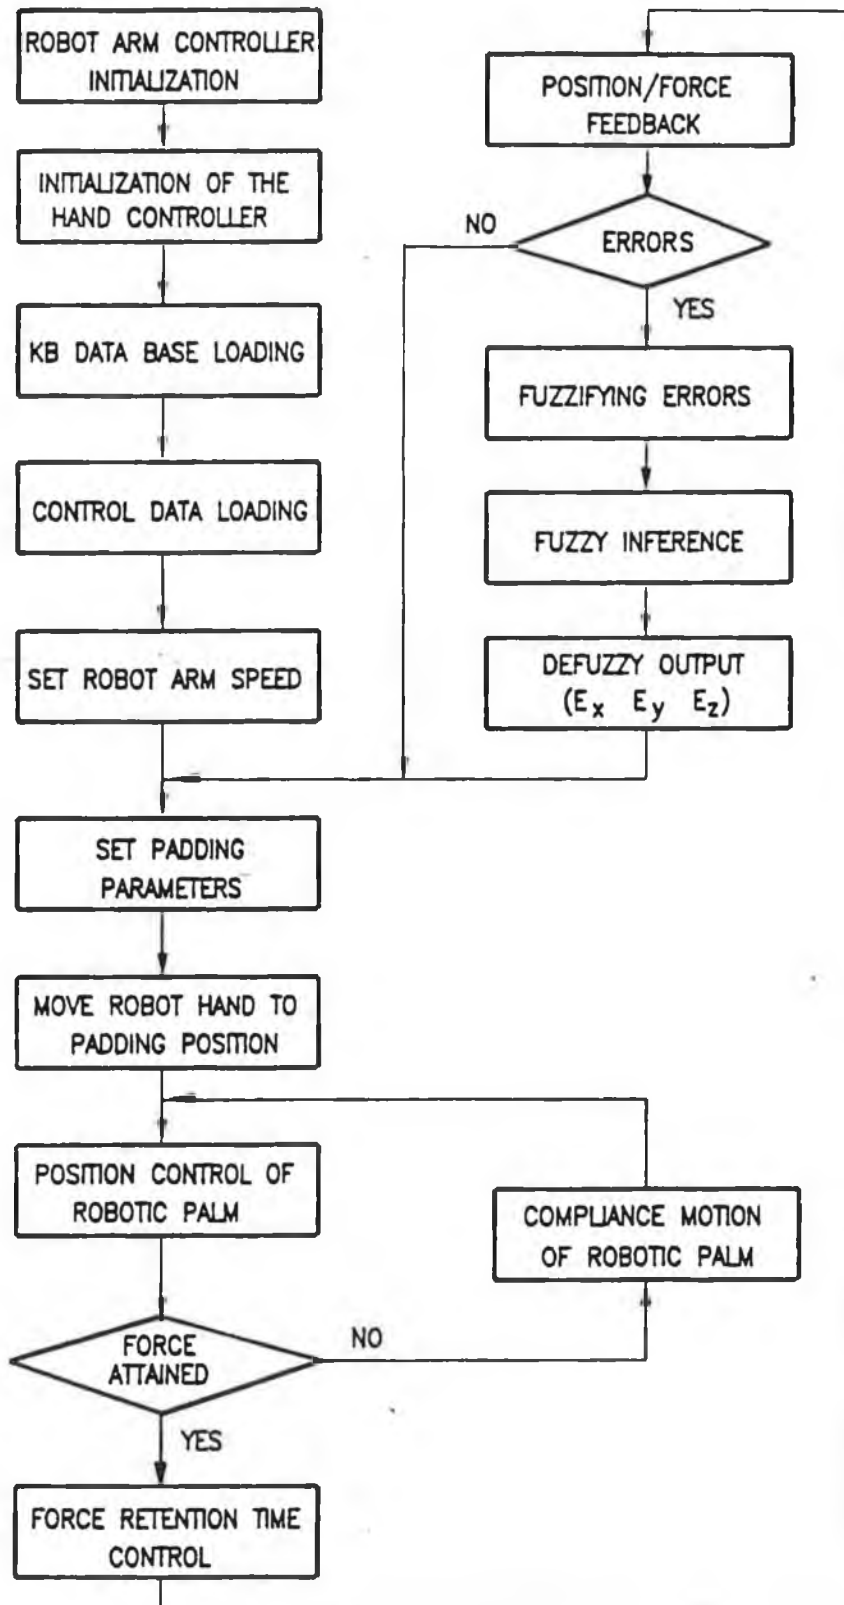 ROBOT ARM CONTROLLER
INITIALIZATION
INITIALIZATION OF THE
HAND CONTROLLER
KB DATA BASE LOADING
CONTROL DATA LOADING
SET ROBOT ARM SPEED
SET PADDING
PARAMETERS
MOVE ROBOT HAND TO
PADDING POSITION
POSITION CONTROL OF
ROBOTIC PALM
FORCE
ATTAINED
NO
YES
FORCE RETENTION TIME
CONTROL
COMPLIANCE MOTION
OF ROBOTIC PALM
POSITION/FORCE
FEEDBACK
ERRORS
NO
YES
FUZZIFYING ERRORS
FUZZY INFERENCE
DEFUZZY OUTPUT
(Ex Ey Ez)